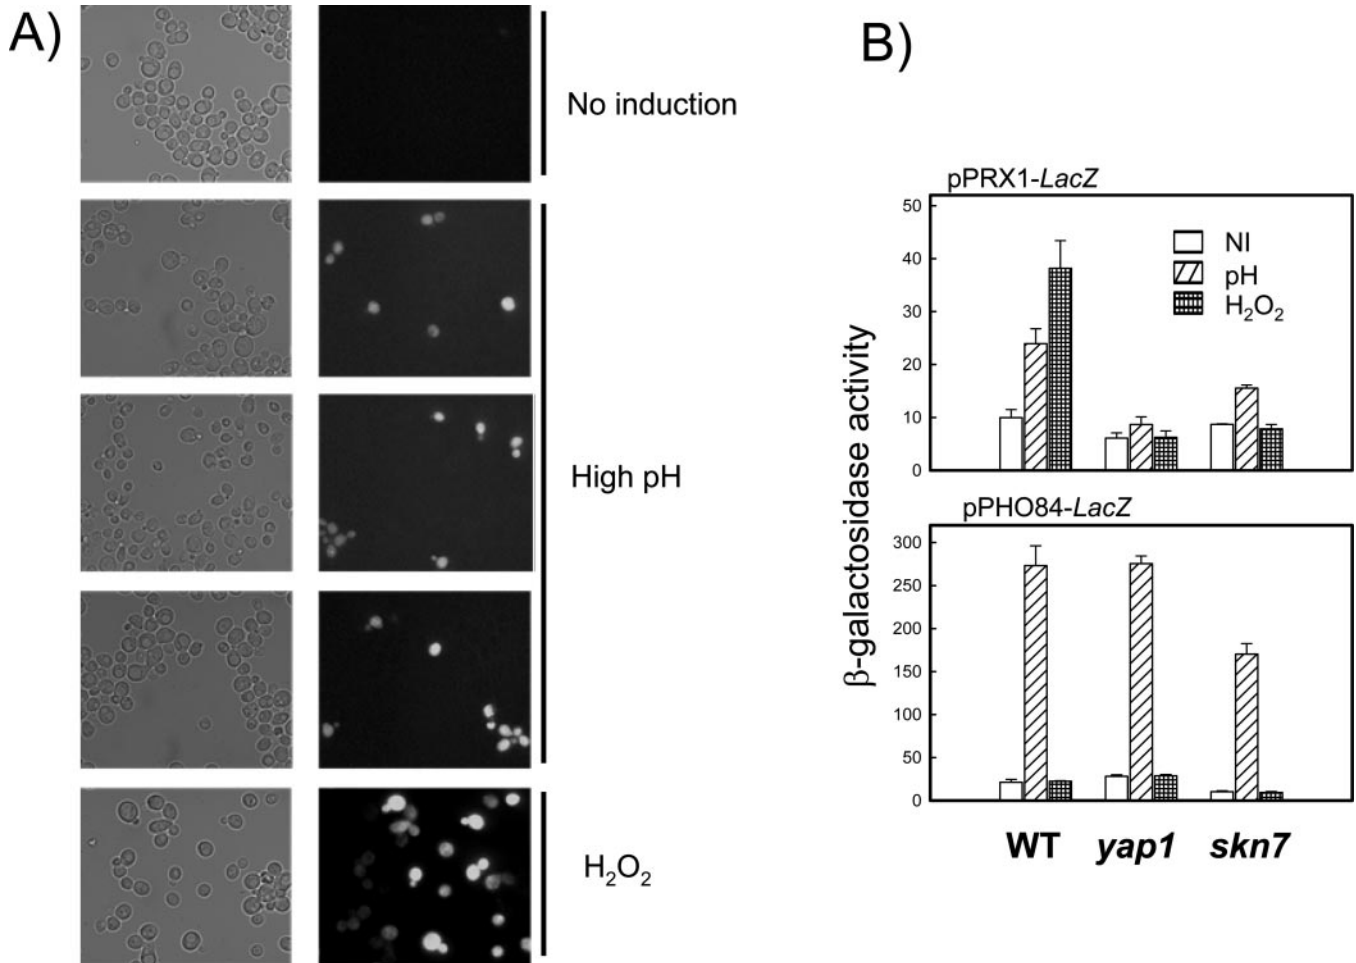 A)
No induction
High pH
H₂O₂
B)
pPRX1-LacZ
50
40
30
20
10
0
NI
pH
H₂O₂
β-galactosidase activity
pPHO84-LacZ
300
250
200
150
100
50
0
WT yap1 skn7